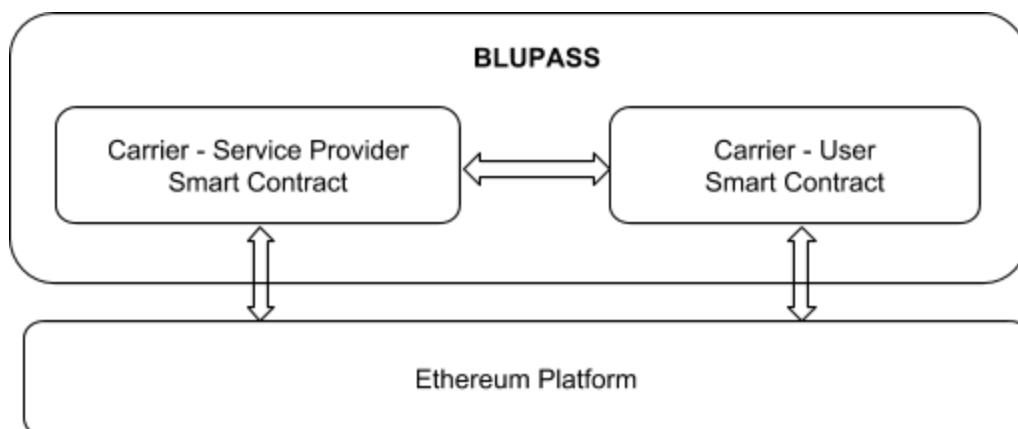 BLUPASS
Carrier - Service Provider
Smart Contract
Carrier - User
Smart Contract
Ethereum Platform